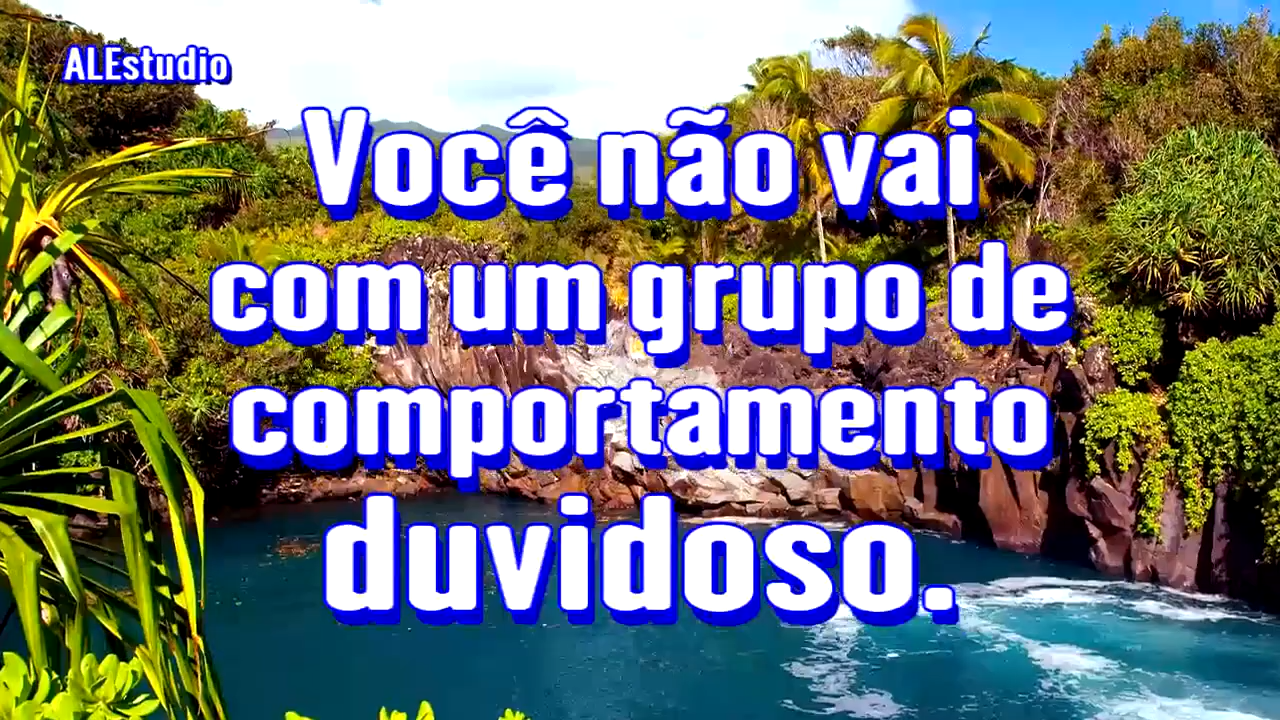 ALEstudio
Você não vai
com um grupo de
comportamento
duvidoso.